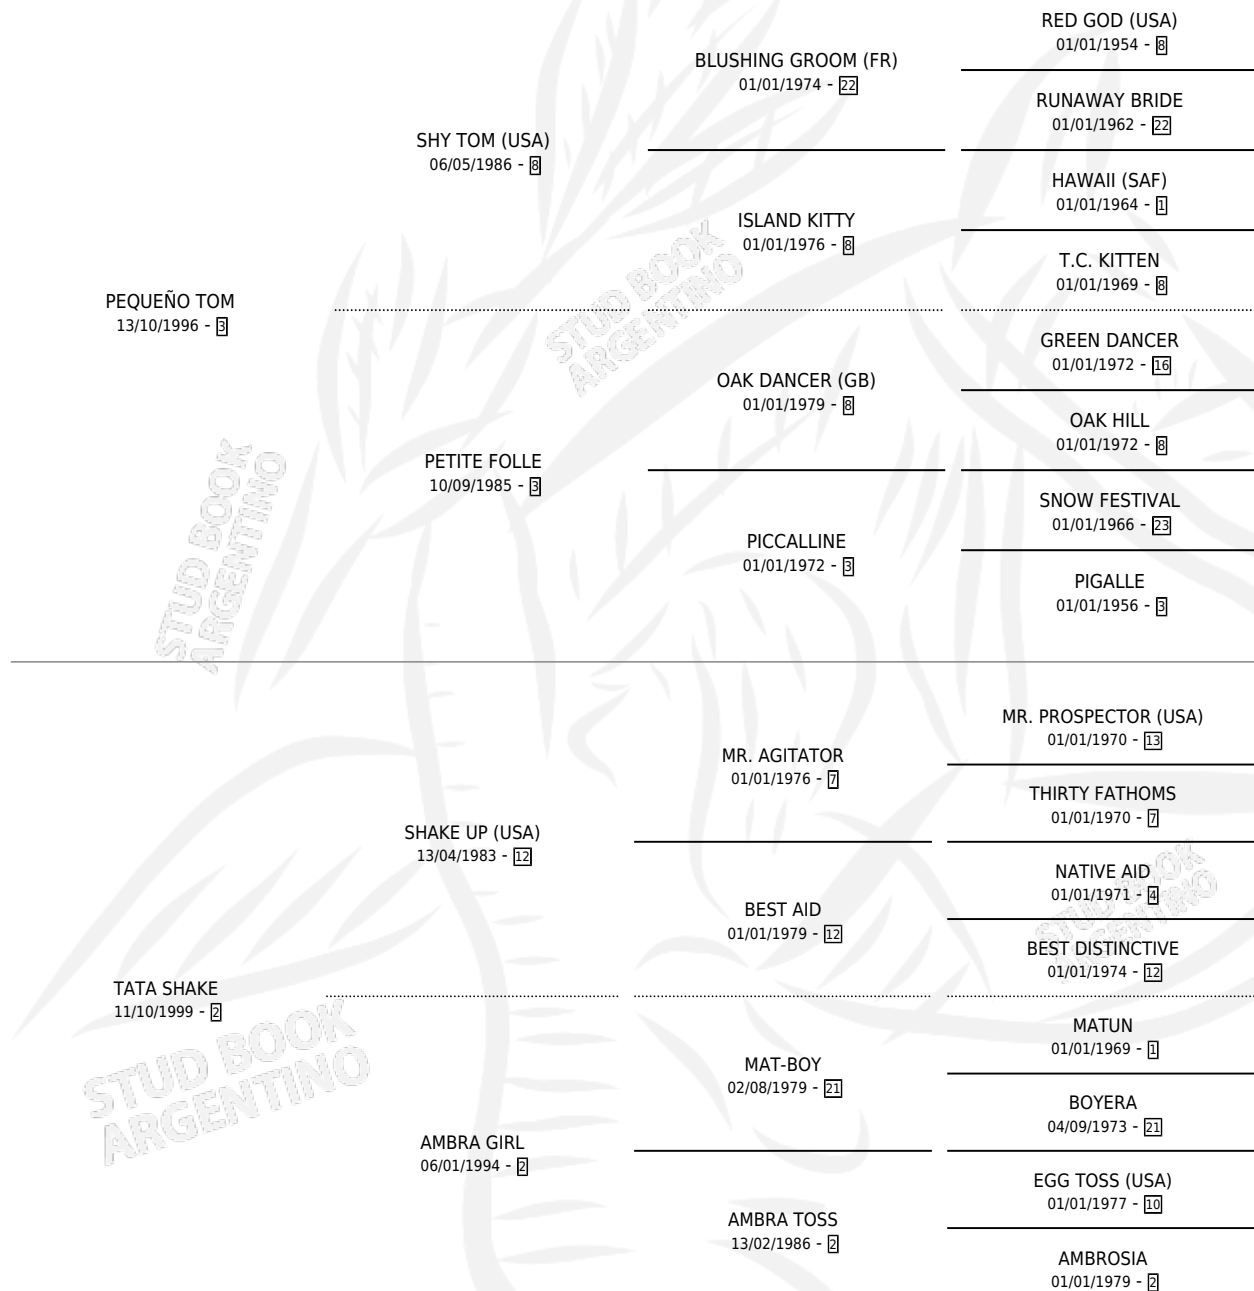 RED GOD (USA)
01/01/1954 - 8
BLUSHING GROOM (FR)
01/01/1974 - 22
RUNAWAY BRIDE
01/01/1962 - 22
SHY TOM (USA)
06/05/1986 - 8
HAWAII (SAF)
01/01/1964 - 1
ISLAND KITTY
01/01/1976 - 8
T.C. KITTEN
01/01/1969 - 8
PEQUEÑO TOM
13/10/1996 - 3
GREEN DANCER
01/01/1972 - 16
OAK DANCER (GB)
01/01/1979 - 8
OAK HILL
01/01/1972 - 8
PETITE FOLLE
10/09/1985 - 3
SNOW FESTIVAL
01/01/1966 - 23
PICCALLINE
01/01/1972 - 3
PIGALLE
01/01/1956 - 3
MR. PROSPECTOR (USA)
01/01/1970 - 13
MR. AGITATOR
01/01/1976 - 7
THIRTY FATHOMS
01/01/1970 - 7
SHAKE UP (USA)
13/04/1983 - 12
NATIVE AID
01/01/1971 - 4
BEST AID
01/01/1979 - 12
BEST DISTINCTIVE
01/01/1974 - 12
TATA SHAKE
11/10/1999 - 2
MATUN
01/01/1969 - 1
MAT-BOY
02/08/1979 - 21
BOYERA
04/09/1973 - 21
AMBRA GIRL
06/01/1994 - 2
EGG TOSS (USA)
01/01/1977 - 10
AMBRA TOSS
13/02/1986 - 2
AMBROSIA
01/01/1979 - 2
STUD BOOK
ARGENTINO
STUD BOOK
ARGENTINO
STUD BOOK
ARGENTINO
STUD BOOK
ARGENTINO